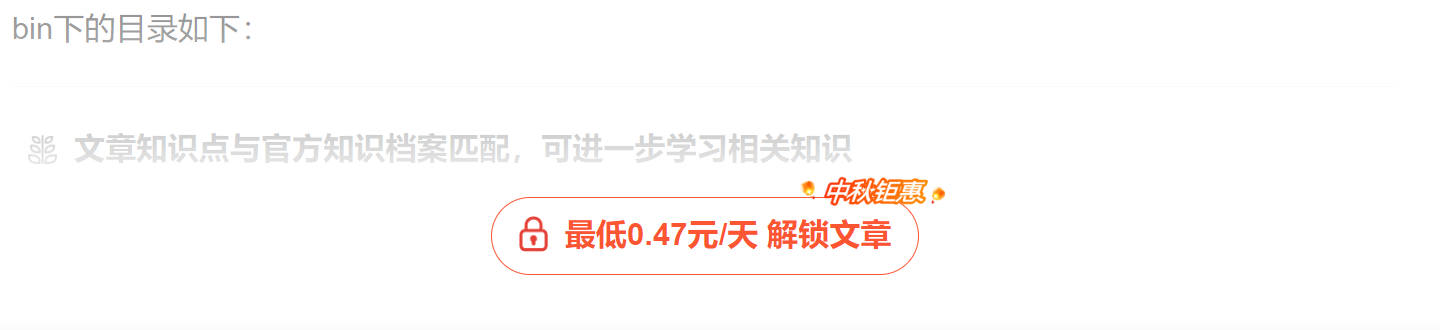 bin下的目录如下：
文章知识点与官方知识档案匹配，可进一步学习相关知识
中秋钜惠
最低0.47元/天 解锁文章